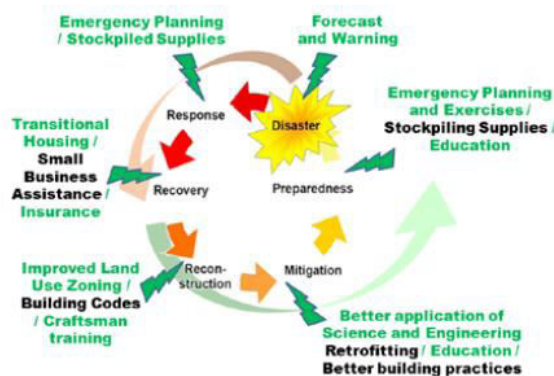 Emergency Planning
/ Stockpiled Supplies
Forecast
and Warning
Emergency Planning
and Exercises /
Stockpiling Supplies /
Education
Response
Disaster
Transitional
Housing /
Small
Business
Assistance /
Insurance
Recovery
Preparedness
Improved Land
Use Zoning /
Building Codes
/ Craftsman
training
Recon-
struction
Mitigation
Better application of
Science and Engineering
Retrofitting / Education /
Better building practices